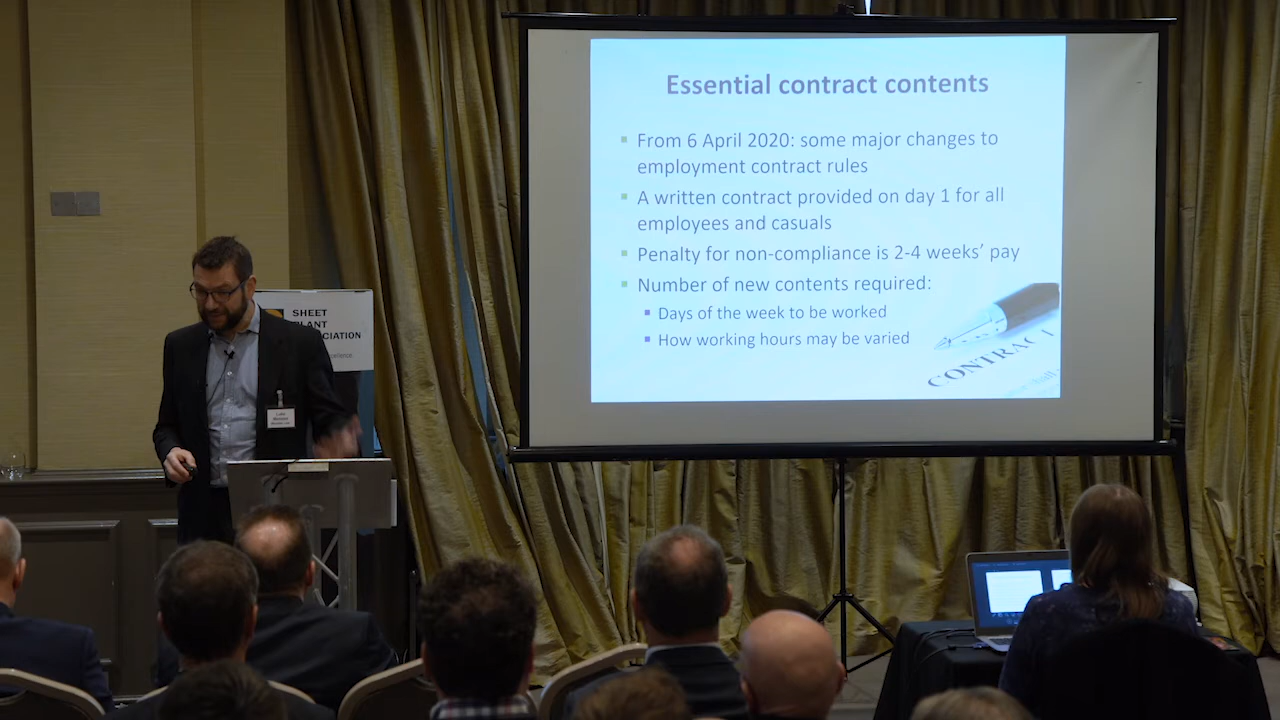 Essential contract contents
From 6 April 2020: some major changes to
employment contract rules
A written contract provided on day 1 for all
employees and casuals
Penalty for non-compliance is 2-4 weeks' pay
Number of new contents required:
Days of the week to be worked
How working hours may be varied
CONTRACT
SHEET
PLANT
CIATION